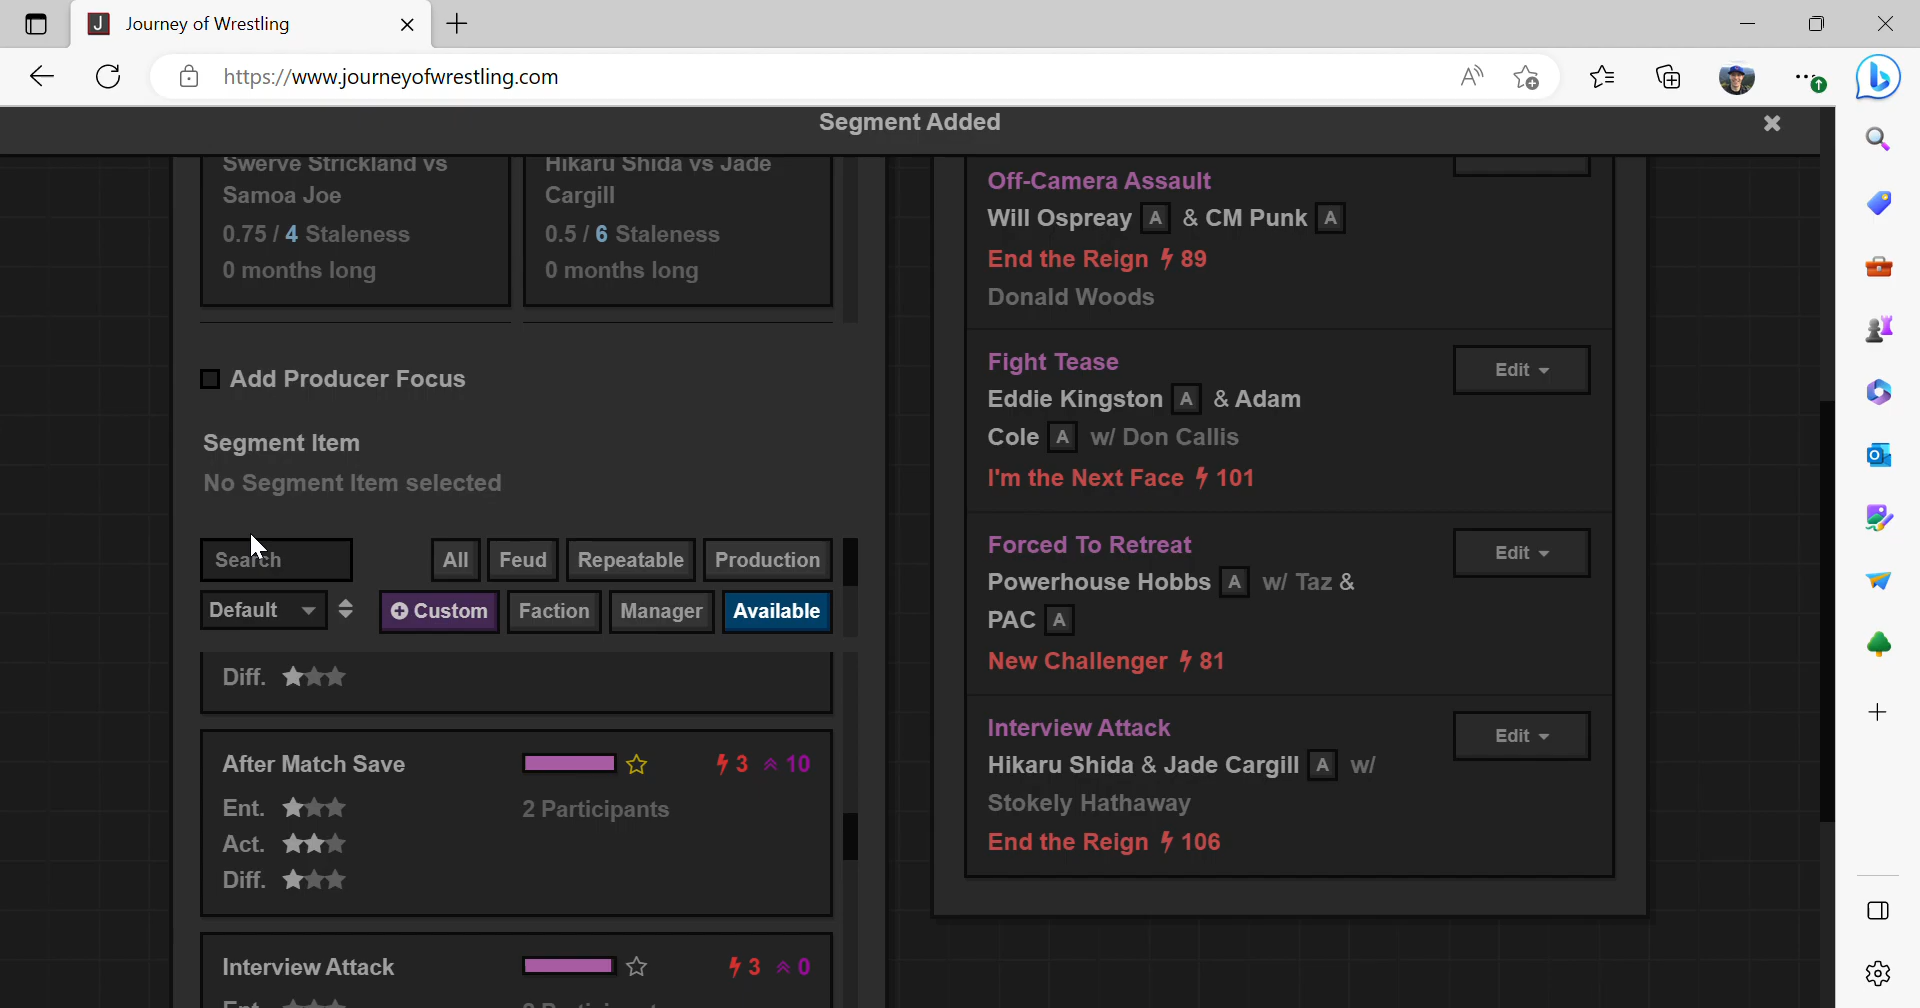 Journey of Wrestling
https://www.journeyofwrestling.com
Segment Added
Swerve Strickland vs
Samoa Joe
0.75 / 4 Staleness
0 months long
Hikaru Shida vs Jade
Cargill
0.5 / 6 Staleness
0 months long
Add Producer Focus
Segment Item
No Segment Item selected
Search
All
Feud
Repeatable
Production
Default
Custom
Faction
Manager
Available
Diff.
After Match Save
3
10
Ent.
2 Participants
Act.
Diff.
Interview Attack
3
0
Off-Camera Assault
Will Ospreay A & CM Punk A
End the Reign 89
Donald Woods
Fight Tease
Edit
Eddie Kingston A & Adam
Cole A w/ Don Callis
I'm the Next Face 101
Forced To Retreat
Edit
Powerhouse Hobbs A w/ Taz &
PAC A
New Challenger 81
Interview Attack
Edit
Hikaru Shida & Jade Cargill A w/
Stokely Hathaway
End the Reign 106